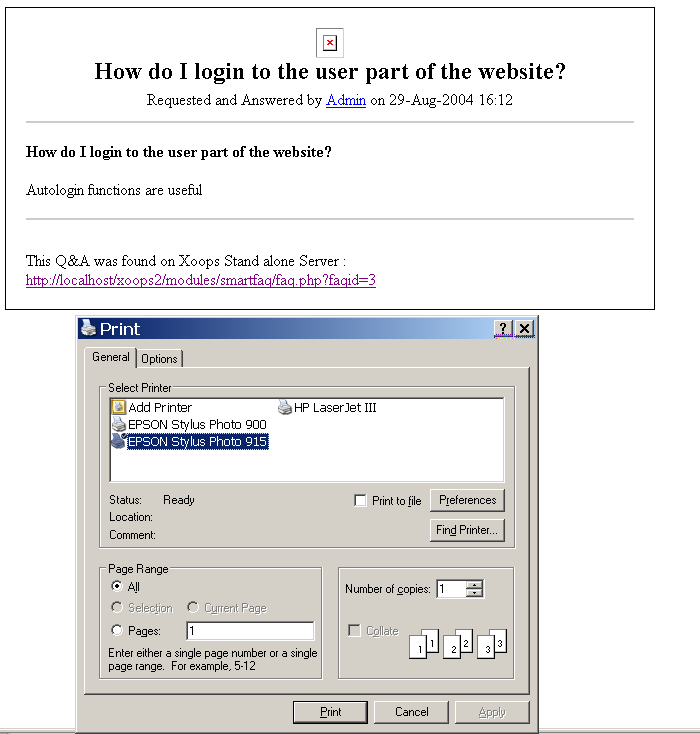 How do I login to the user part of the website?
Requested and Answered by Admin on 29-Aug-2004 16:12
How do I login to the user part of the website?
Autologin functions are useful
This Q&A was found on Xoops Stand alone Server :
http://localhost/xoops2/modules/smartfaq/faq.php?faqid=3
Print
General Options
Select Printer
Add Printer HP LaserJet III
EPSON Stylus Photo 900
EPSON Stylus Photo 915
Status: Ready Print to file Preferences
Location:
Comment: Find Printer...
Page Range
All
Selection Current Page
Pages: 1
Enter either a single page number or a single
page range. For example, 5-12
Number of copies: 1
Collate
1 1 2 2 3 3
Print Cancel Apply